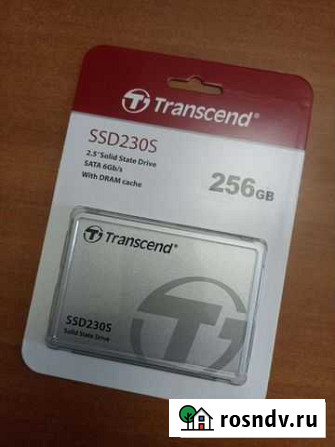 Transcend®
SSD230S
2.5" Solid State Drive
SATA 6Gb/s
With DRAM cache
256GB
Transcend®
SSD230S
Solid State Drive
rosndv.ru